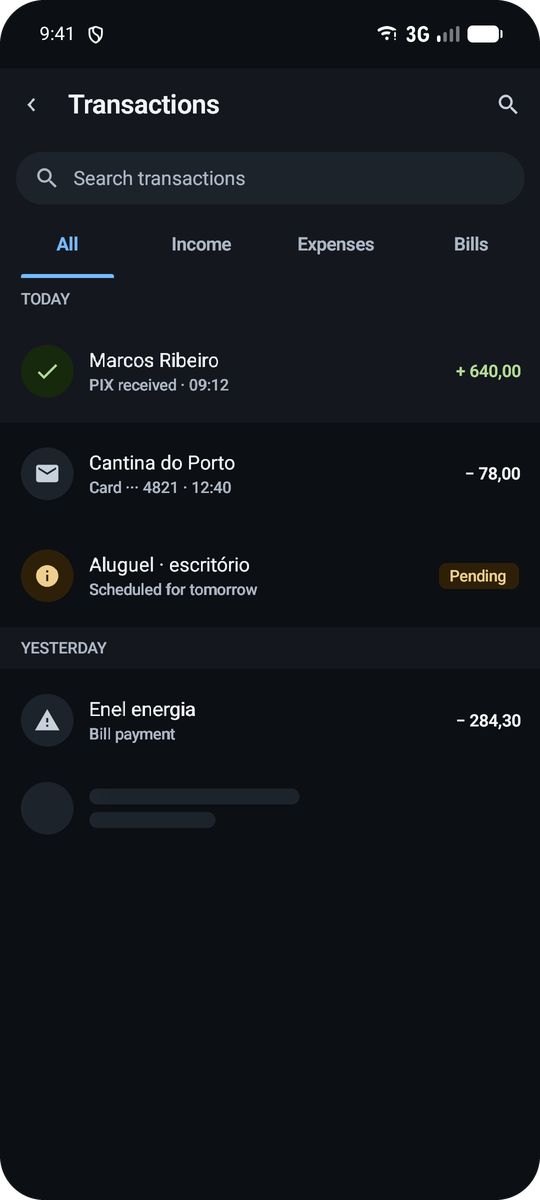 9:41
3G
Transactions
Search transactions
All Income Expenses Bills
TODAY
Marcos Ribeiro
+ 640,00
PIX received · 09:12
Cantina do Porto
− 78,00
Card ··· 4821 · 12:40
Aluguel · escritório
Pending
Scheduled for tomorrow
YESTERDAY
Enel energia
− 284,30
Bill payment